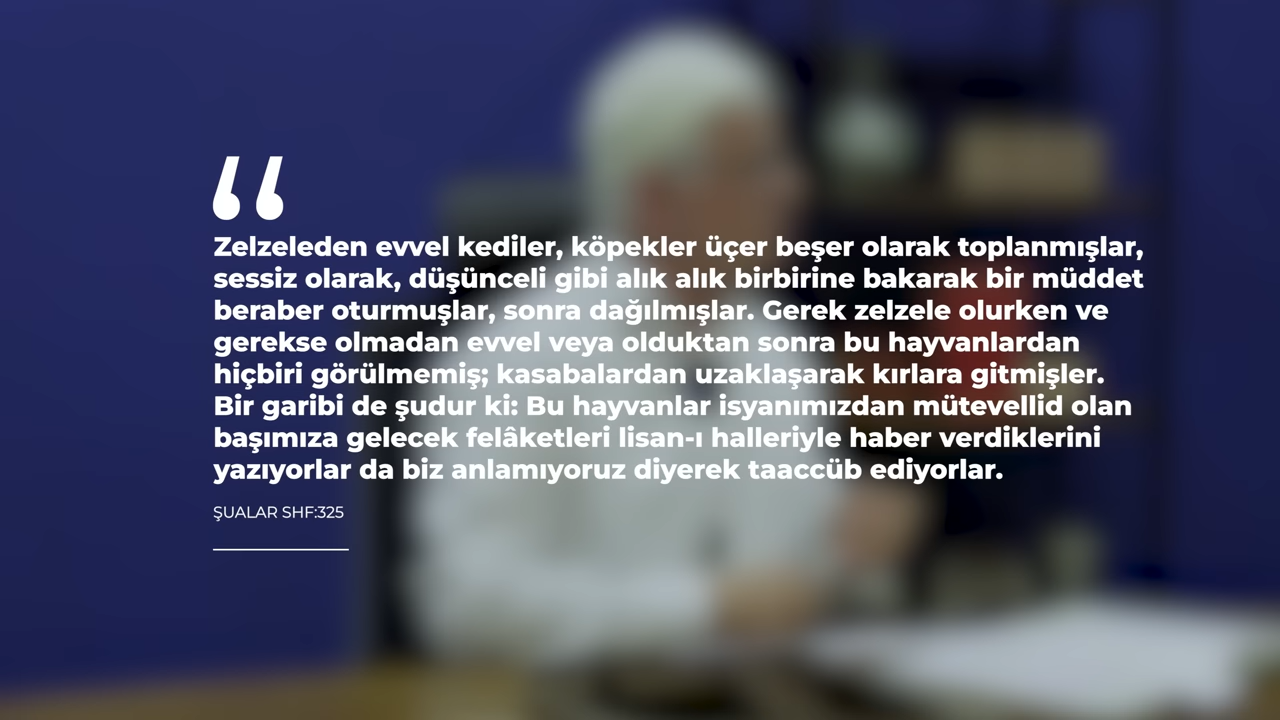 “
Zelzeleden evvel kediler, köpekler üçer beşer olarak toplanmışlar,
sessiz olarak, düşünceli gibi alık alık birbirine bakarak bir müddet
beraber oturmuşlar, sonra dağılmışlar. Gerek zelzele olurken ve
gerekse olmadan evvel veya olduktan sonra bu hayvanlardan
hiçbiri görülmemiş; kasabalardan uzaklaşarak kırlara gitmişler.
Bir garibi de şudur ki: Bu hayvanlar isyanımızdan mütevellid olan
başımıza gelecek felâketleri lisan-ı halleriyle haber verdiklerini
yazıyorlar da biz anlamıyoruz diyerek taaccüb ediyorlar.
ŞUALAR SHF:325